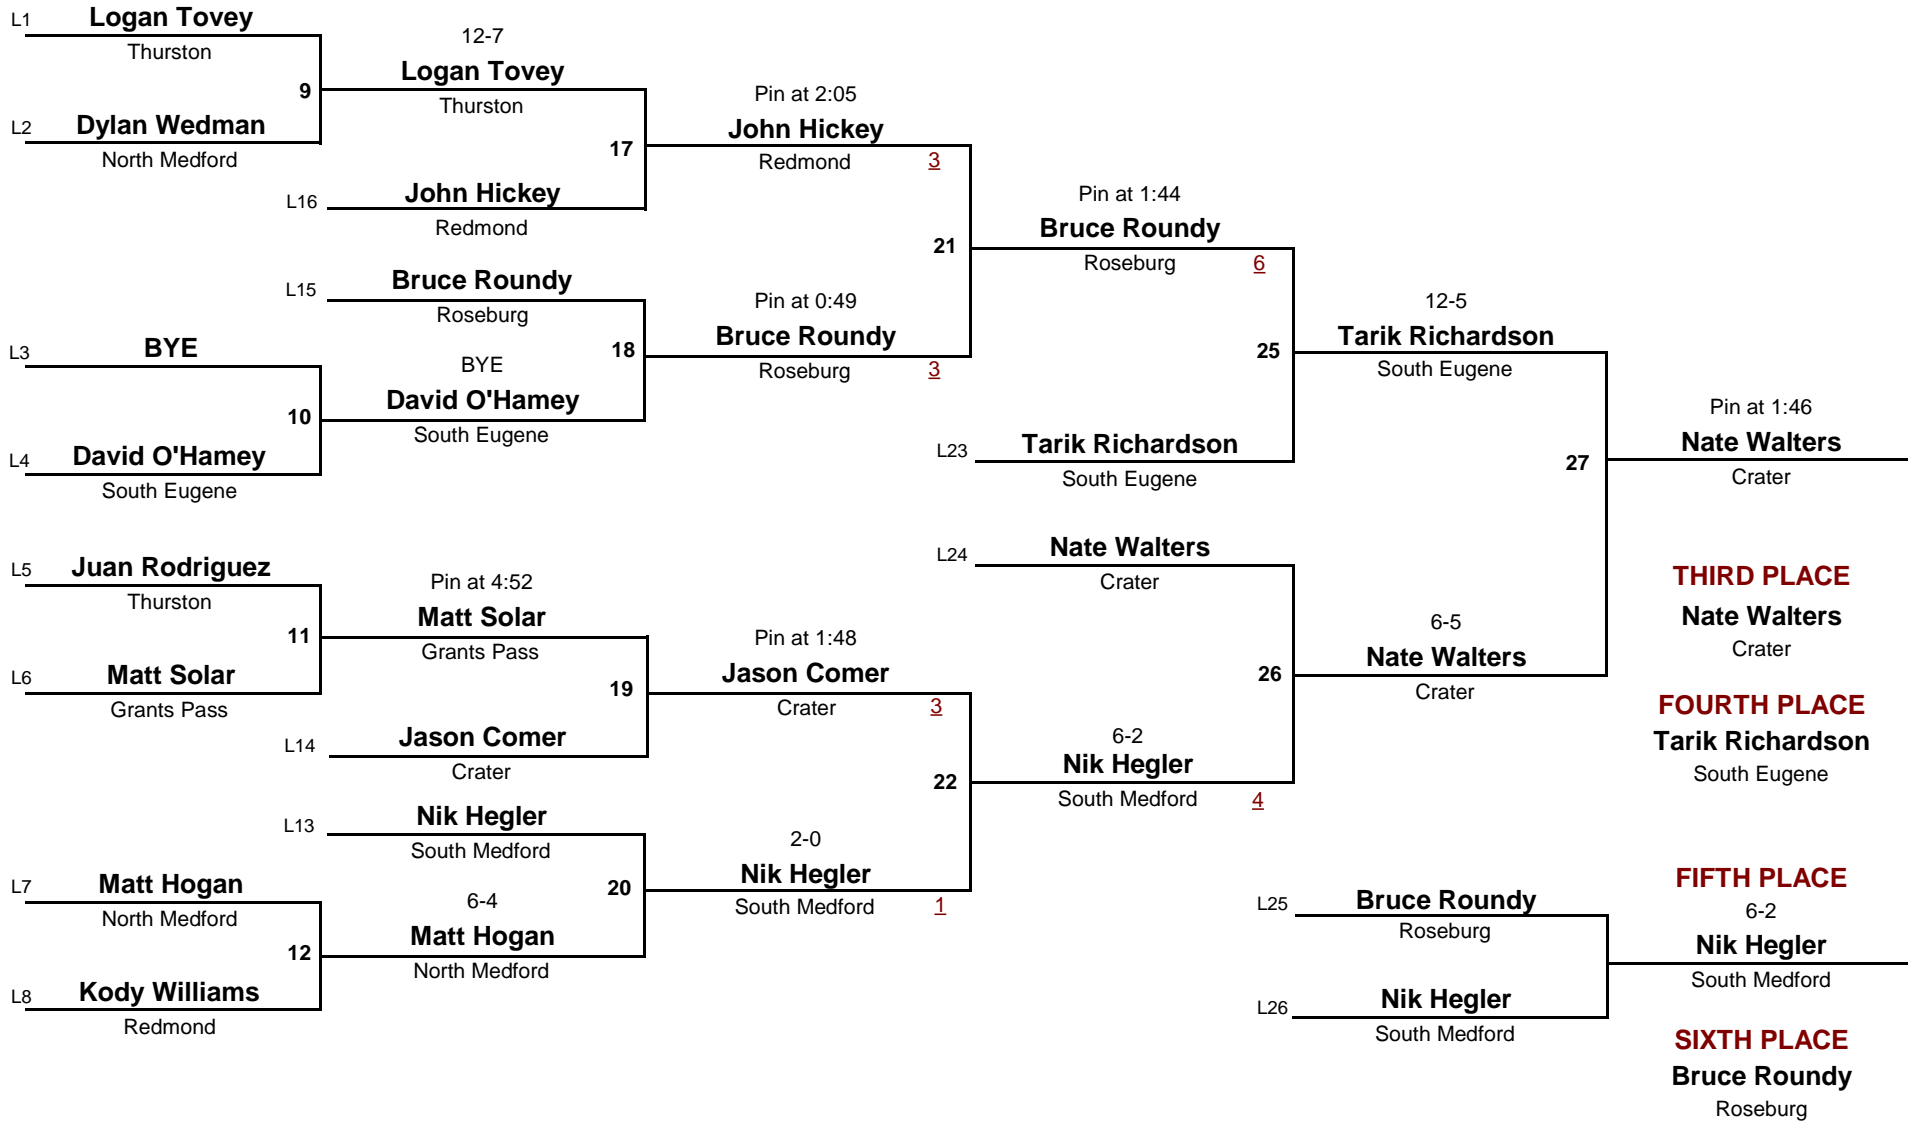 L1 Logan Tovey
Thurston
9
L2 Dylan Wedman
North Medford
L3 BYE
10
L4 David O'Hamey
South Eugene
L5 Juan Rodriguez
Thurston
11
L6 Matt Solar
Grants Pass
L7 Matt Hogan
North Medford
12
L8 Kody Williams
Redmond
12-7
Logan Tovey
Thurston
17
L16 John Hickey
Redmond
L15 Bruce Roundy
Roseburg
18
BYE
David O'Hamey
South Eugene
Pin at 4:52
Matt Solar
Grants Pass
19
L14 Jason Comer
Crater
L13 Nik Hegler
South Medford
20
6-4
Matt Hogan
North Medford
Pin at 2:05
John Hickey
Redmond 3
21
Pin at 0:49
Bruce Roundy
Roseburg 3
Pin at 1:48
Jason Comer
Crater 3
22
2-0
Nik Hegler
South Medford 1
Pin at 1:44
Bruce Roundy
Roseburg 6
25
L23 Tarik Richardson
South Eugene
L24 Nate Walters
Crater
26
6-2
Nik Hegler
South Medford 4
12-5
Tarik Richardson
South Eugene
27
6-5
Nate Walters
Crater
Pin at 1:46
Nate Walters
Crater
THIRD PLACE
Nate Walters
Crater
FOURTH PLACE
Tarik Richardson
South Eugene
L25 Bruce Roundy
Roseburg
L26 Nik Hegler
South Medford
FIFTH PLACE
6-2
Nik Hegler
South Medford
SIXTH PLACE
Bruce Roundy
Roseburg